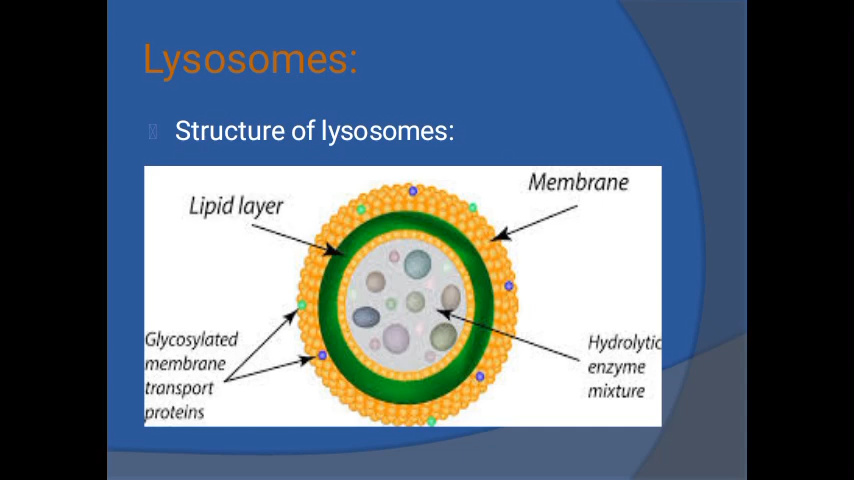 Lysosomes:
Structure of lysosomes:
Membrane
Lipid layer
Glycosylated
membrane
transport
proteins
Hydrolytic
enzyme
mixture